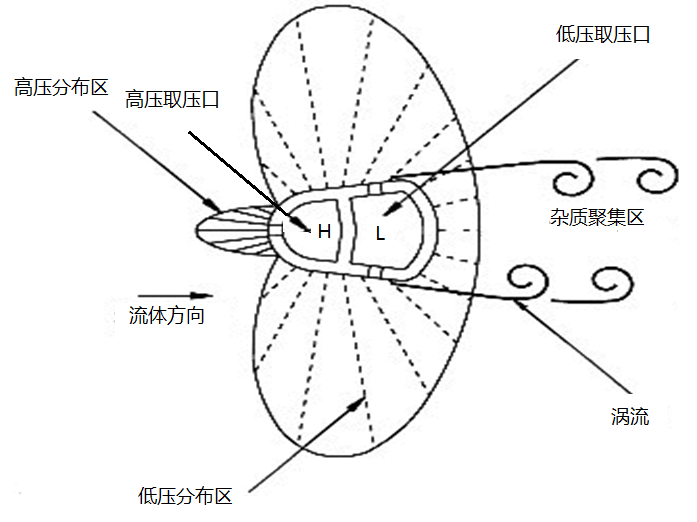 低压取压口
高压分布区
高压取压口
杂质聚集区
H
L
流体方向
涡流
低压分布区